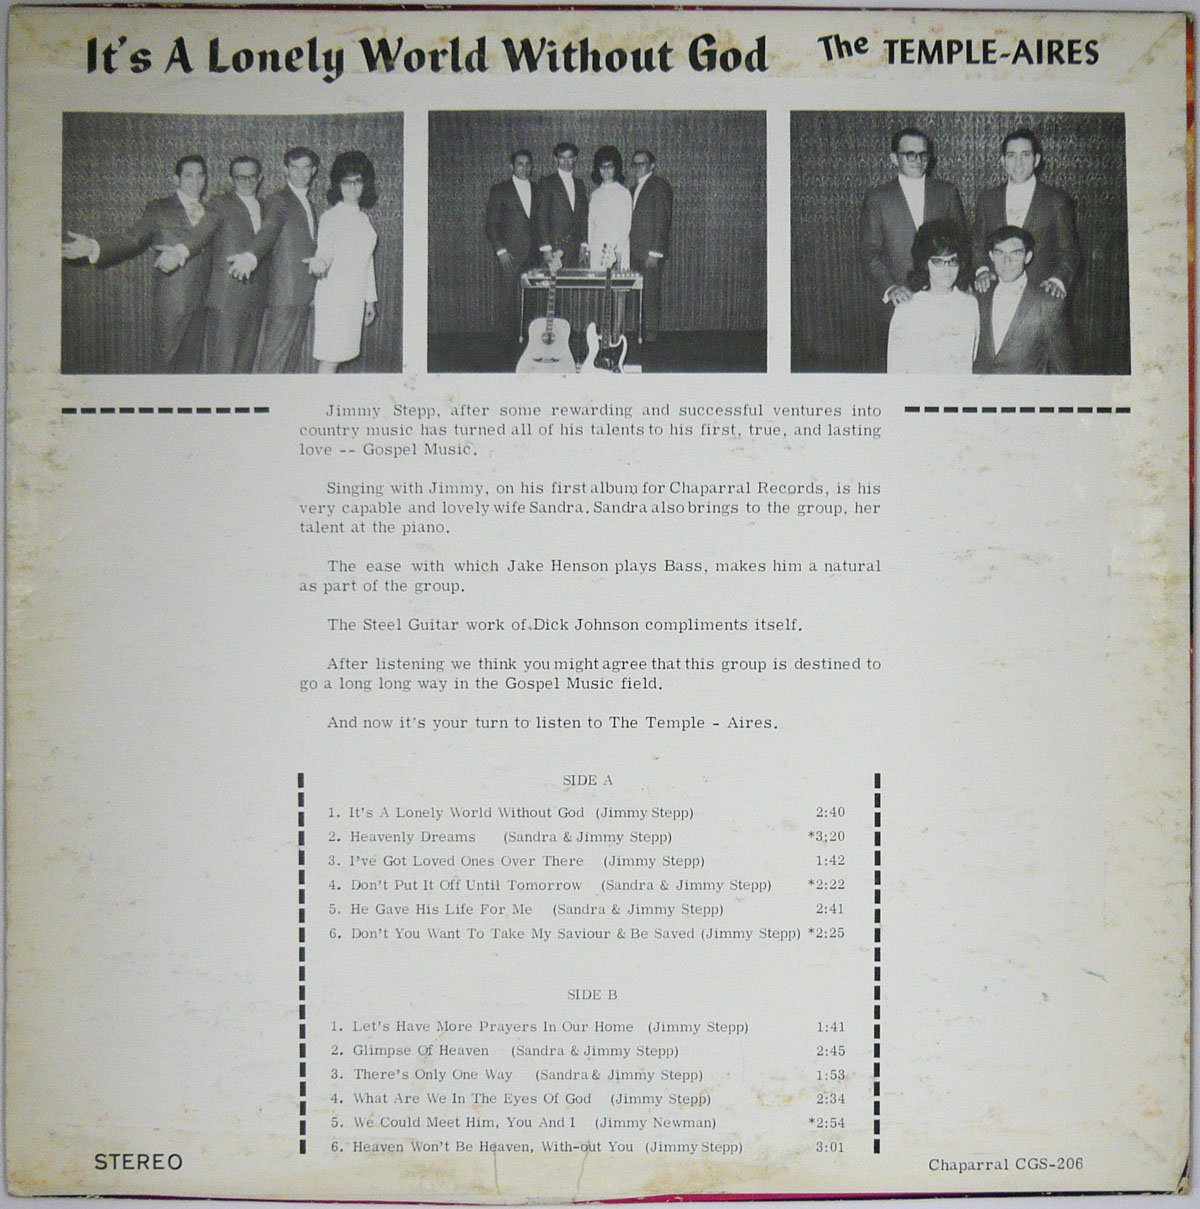 It's A Lonely World Without God The TEMPLE-AIRES
Jimmy Stepp, after some rewarding and successful ventures into
country music has turned all of his talents to his first, true, and lasting
love -- Gospel Music.
Singing with Jimmy, on his first album for Chaparral Records, is his
very capable and lovely wife Sandra. Sandra also brings to the group, her
talent at the piano.
The ease with which Jake Henson plays Bass, makes him a natural
as part of the group.
The Steel Guitar work of Dick Johnson compliments itself.
After listening we think you might agree that this group is destined to
go a long long way in the Gospel Music field.
And now it's your turn to listen to The Temple - Aires.
SIDE A
1. It's A Lonely World Without God (Jimmy Stepp) 2:40
2. Heavenly Dreams (Sandra & Jimmy Stepp) *3;20
3. I've Got Loved Ones Over There (Jimmy Stepp) 1:42
4. Don't Put It Off Until Tomorrow (Sandra & Jimmy Stepp) *2:22
5. He Gave His Life For Me (Sandra & Jimmy Stepp) 2:41
6. Don't You Want To Take My Saviour & Be Saved (Jimmy Stepp) *2:25
SIDE B
1. Let's Have More Prayers In Our Home (Jimmy Stepp) 1:41
2. Glimpse Of Heaven (Sandra & Jimmy Stepp) 2:45
3. There's Only One Way (Sandra & Jimmy Stepp) 1:53
4. What Are We In The Eyes Of God (Jimmy Stepp) 2:34
5. We Could Meet Him, You And I (Jimmy Newman) *2:54
6. Heaven Won't Be Heaven, With-out You (Jimmy Stepp) 3:01
STEREO
Chaparral CGS-206